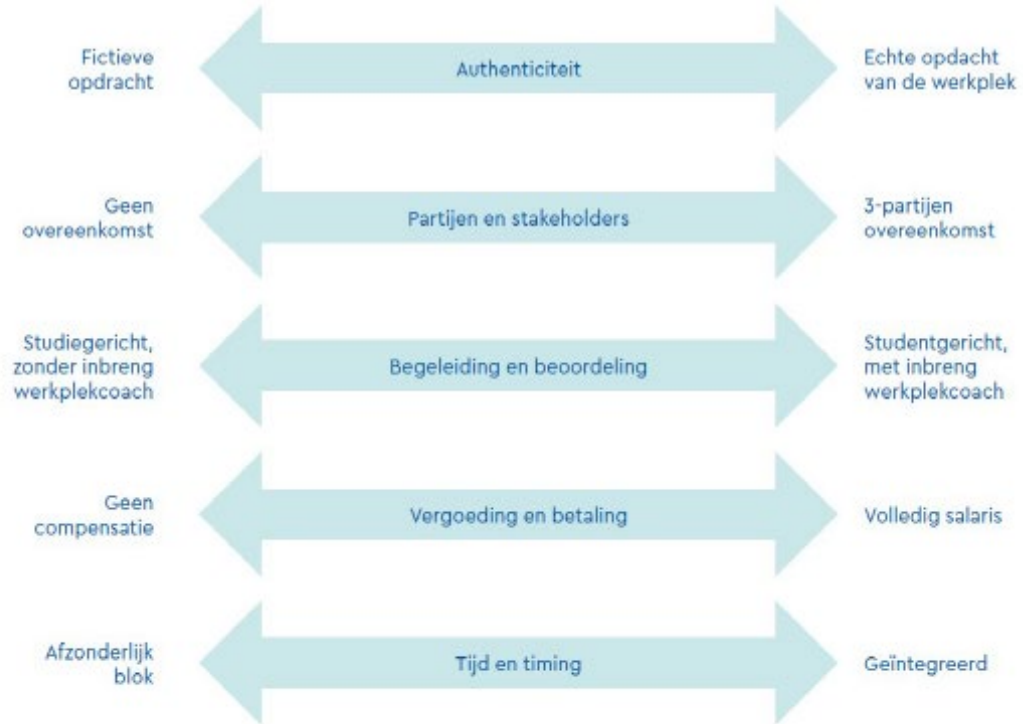 Fictieve
opdracht
Authenticiteit
Echte opdacht
van de werkplek
Geen
overeenkomst
Partijen en stakeholders
3-partijen
overeenkomst
Studiegericht,
zonder inbreng
werkplekcoach
Begeleiding en beoordeling
Studentgericht,
met inbreng
werkplekcoach
Geen
compensatie
Vergoeding en betaling
Volledig salaris
Afzonderlijk
blok
Tijd en timing
Geïntegreerd